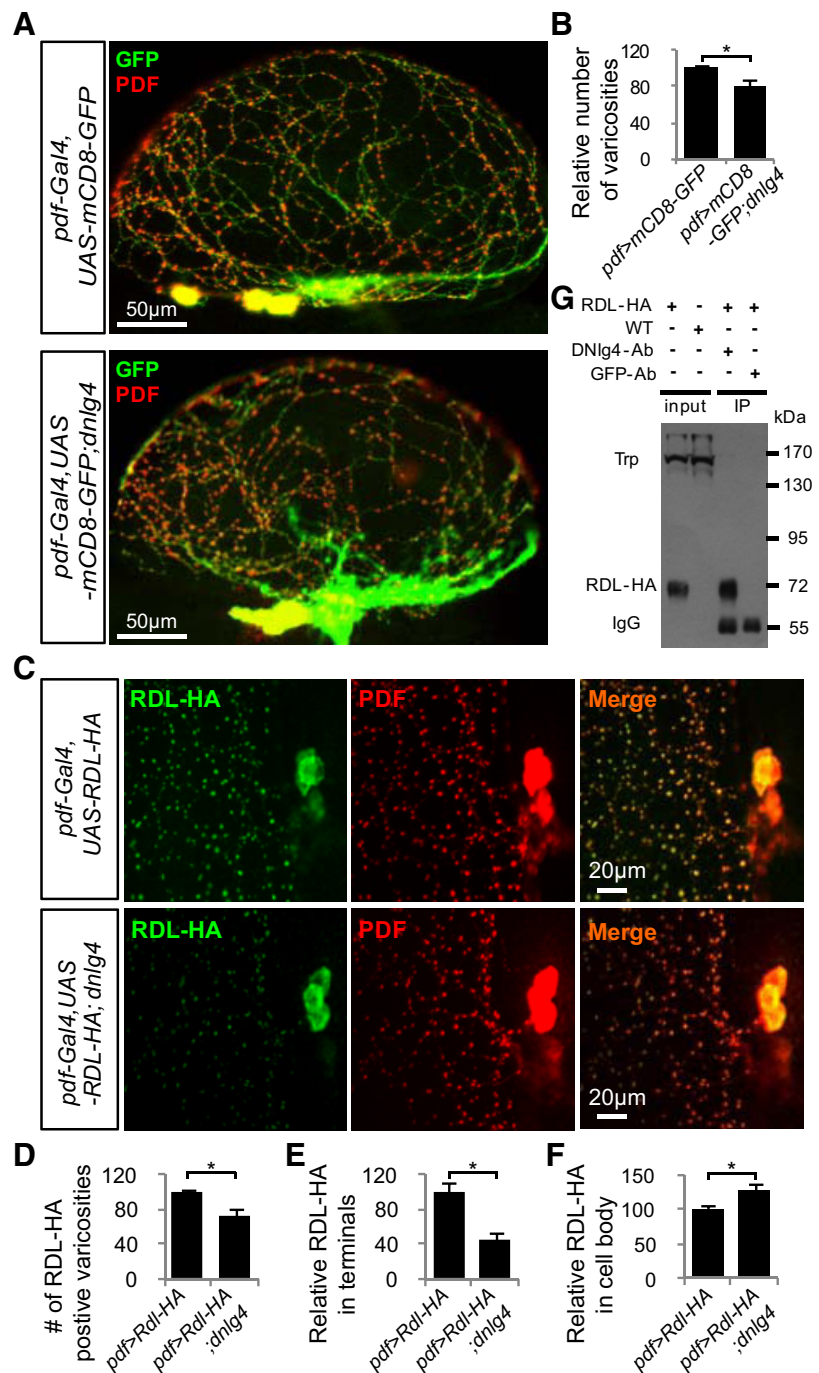 A
pdf-Gal4,
UAS-mCD8-GFP
GFP
PDF
50µm
pdf-Gal4,UAS
-mCD8-GFP;dnlg4
GFP
PDF
50µm
B
Relative number
of varicosities
120
80
40
0
*
pdf>mCD8-GFP
pdf>mCD8
-GFP;dnlg4
G
RDL-HA + - + +
WT - + - -
DNlg4-Ab - - + -
GFP-Ab - - - +
input IP
kDa
Trp
RDL-HA
IgG
170
130
95
72
55
C
pdf-Gal4,
UAS-RDL-HA
RDL-HA
PDF
Merge
20µm
pdf-Gal4,UAS
-RDL-HA; dnlg4
RDL-HA
PDF
Merge
20µm
D
# of RDL-HA
postive varicosities
120
80
40
0
*
pdf>Rdl-HA
pdf>Rdl-HA
;dnlg4
E
Relative RDL-HA
in terminals
120
80
40
0
*
pdf>Rdl-HA
pdf>Rdl-HA
;dnlg4
F
Relative RDL-HA
in cell body
150
100
50
0
*
pdf>Rdl-HA
pdf>Rdl-HA
;dnlg4